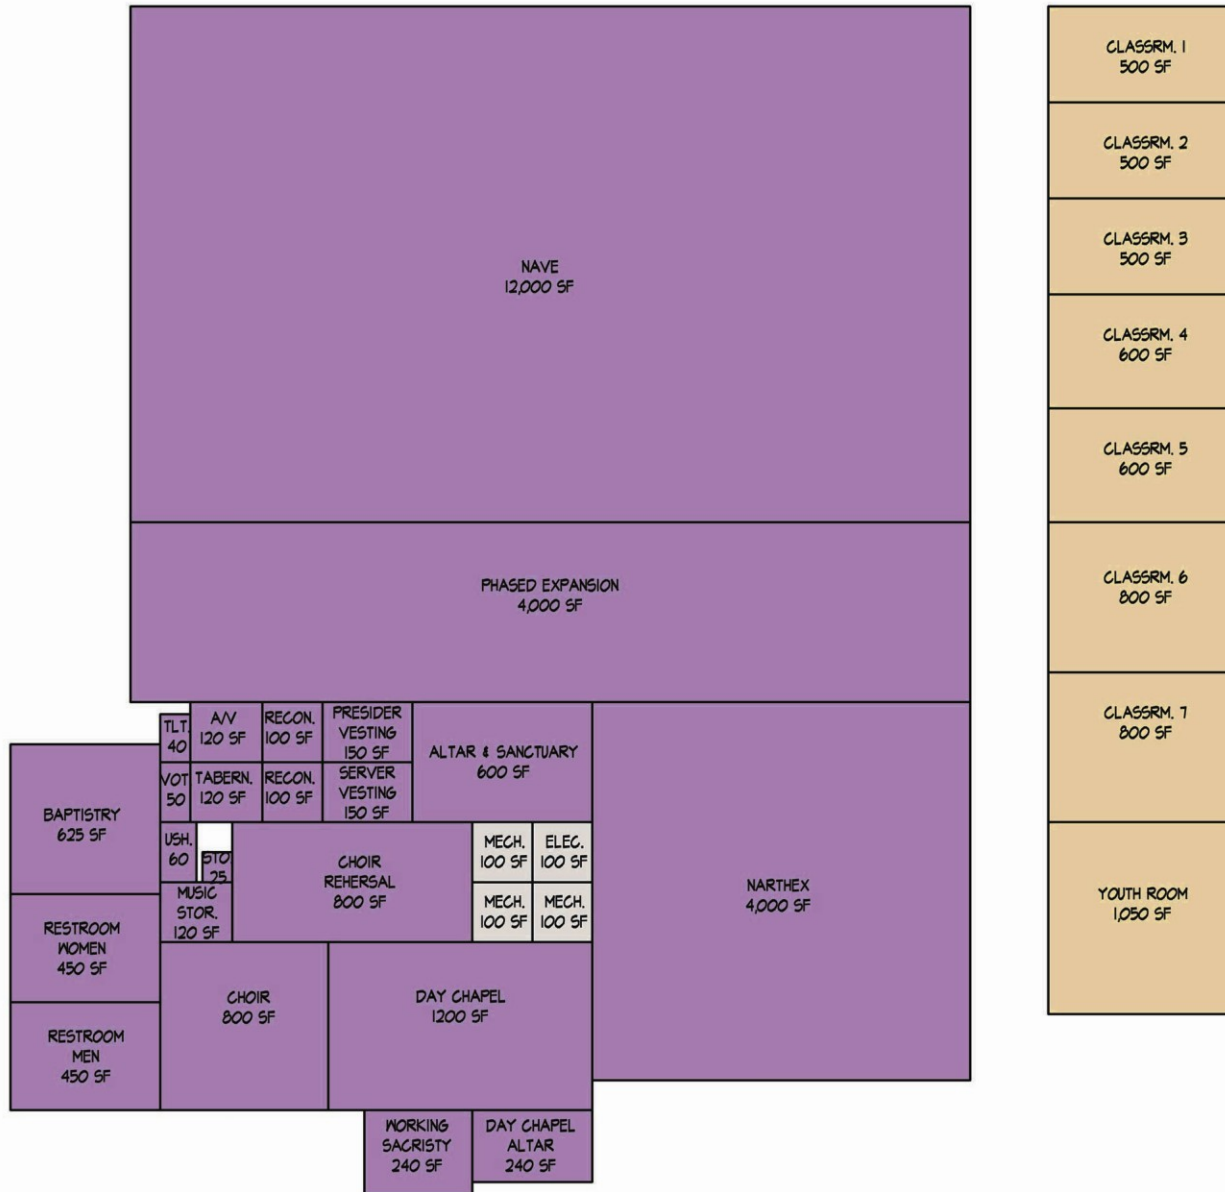 NAVE
12,000 SF
PHASED EXPANSION
4,000 SF
TLT.
40
A/V
120 SF
RECON.
100 SF
PRESIDER
VESTING
150 SF
ALTAR & SANCTUARY
600 SF
VOT
50
TABERN.
120 SF
RECON.
100 SF
SERVER
VESTING
150 SF
BAPTISTRY
625 SF
USH.
60
STO
25
CHOIR
REHERSAL
800 SF
MECH.
100 SF
ELEC.
100 SF
MUSIC
STOR.
120 SF
MECH.
100 SF
MECH.
100 SF
NARTHEX
4,000 SF
RESTROOM
WOMEN
450 SF
CHOIR
800 SF
DAY CHAPEL
1200 SF
RESTROOM
MEN
450 SF
WORKING
SACRISTY
240 SF
DAY CHAPEL
ALTAR
240 SF
CLASSRM. 1
500 SF
CLASSRM. 2
500 SF
CLASSRM. 3
500 SF
CLASSRM. 4
600 SF
CLASSRM. 5
600 SF
CLASSRM. 6
800 SF
CLASSRM. 7
800 SF
YOUTH ROOM
1,050 SF